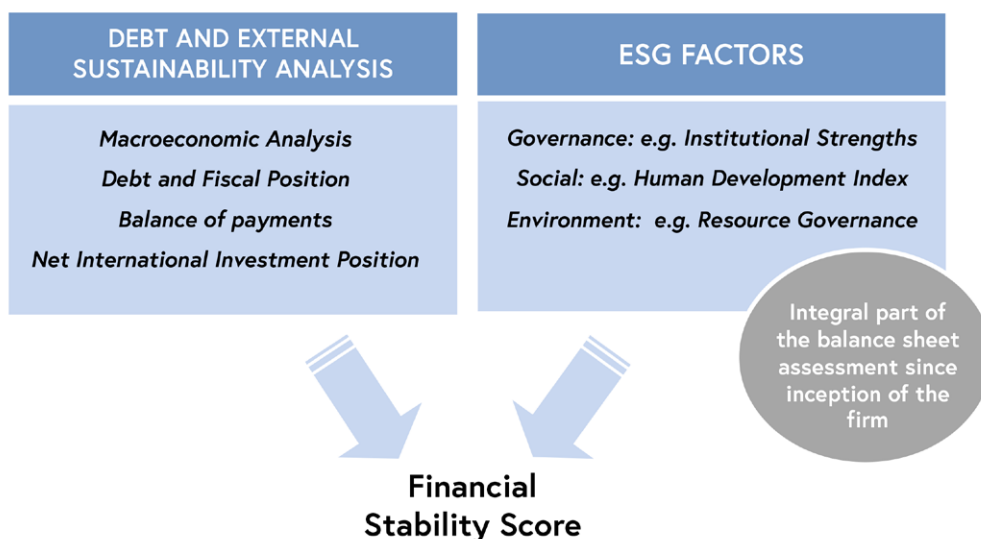 DEBT AND EXTERNAL
SUSTAINABILITY ANALYSIS
Macroeconomic Analysis
Debt and Fiscal Position
Balance of payments
Net International Investment Position
ESG FACTORS
Governance: e.g. Institutional Strengths
Social: e.g. Human Development Index
Environment:  e.g. Resource Governance
Integral part of
the balance sheet
assessment since
inception of the
firm
Financial
Stability Score